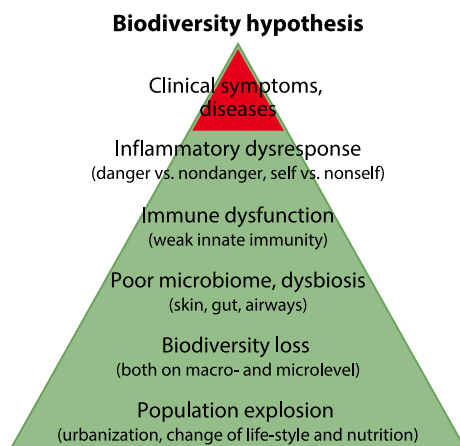 Biodiversity hypothesis
Clinical symptoms,
diseases
Inflammatory dysresponse
(danger vs. nondanger, self vs. nonself)
Immune dysfunction
(weak innate immunity)
Poor microbiome, dysbiosis
(skin, gut, airways)
Biodiversity loss
(both on macro- and microlevel)
Population explosion
(urbanization, change of life-style and nutrition)